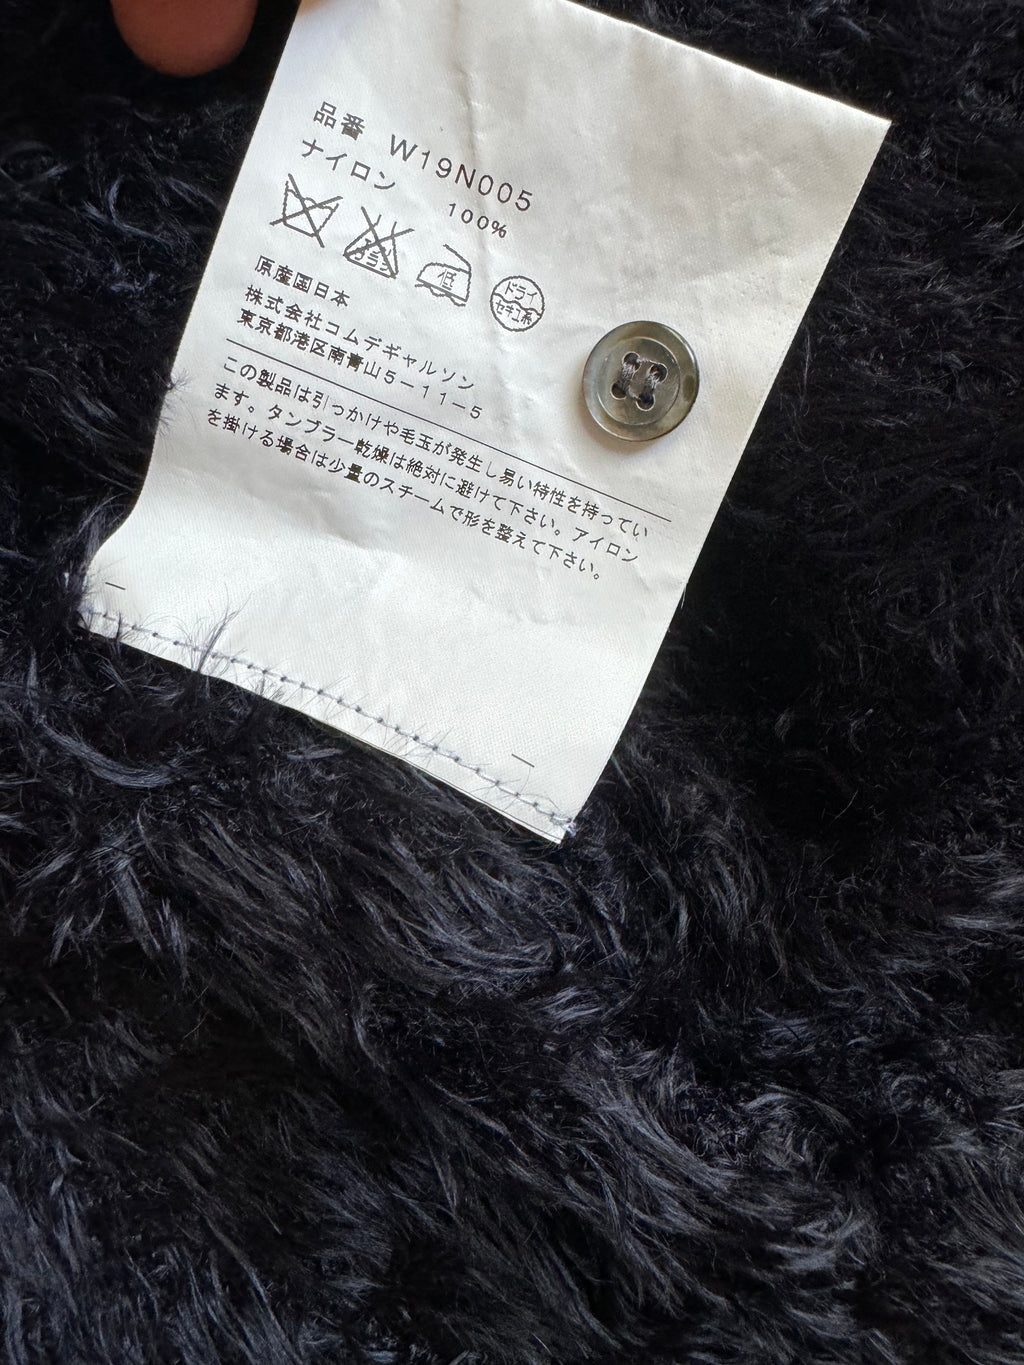 品番 W19N005
ナイロン 100%
エンソ
サラシ
低
ドライ
セキユ系
原産国日本
株式会社コムデギャルソン
東京都港区南青山5－11－5
この製品は引っかけや毛玉が発生し易い特性を持ってい
ます。タンブラー乾燥は絶対に避けて下さい。アイロン
を掛ける場合は少量のスチームで形を整えて下さい。